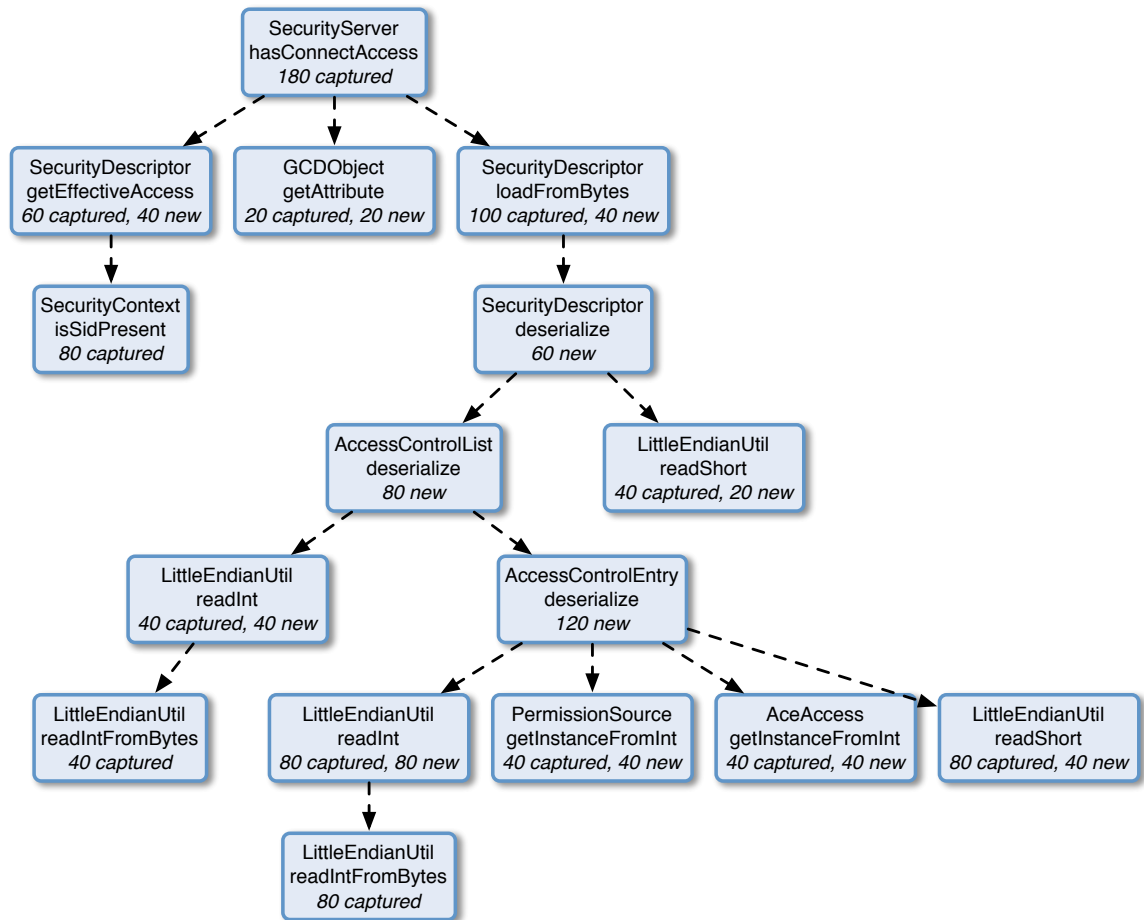 SecurityServer
hasConnectAccess
180 captured
SecurityDescriptor
getEffectiveAccess
60 captured, 40 new
GCDObject
getAttribute
20 captured, 20 new
SecurityDescriptor
loadFromBytes
100 captured, 40 new
SecurityContext
isSidPresent
80 captured
SecurityDescriptor
deserialize
60 new
AccessControlList
deserialize
80 new
LittleEndianUtil
readShort
40 captured, 20 new
LittleEndianUtil
readInt
40 captured, 40 new
AccessControlEntry
deserialize
120 new
LittleEndianUtil
readIntFromBytes
40 captured
LittleEndianUtil
readInt
80 captured, 80 new
PermissionSource
getInstanceFromInt
40 captured, 40 new
AceAccess
getInstanceFromInt
40 captured, 40 new
LittleEndianUtil
readShort
80 captured, 40 new
LittleEndianUtil
readIntFromBytes
80 captured